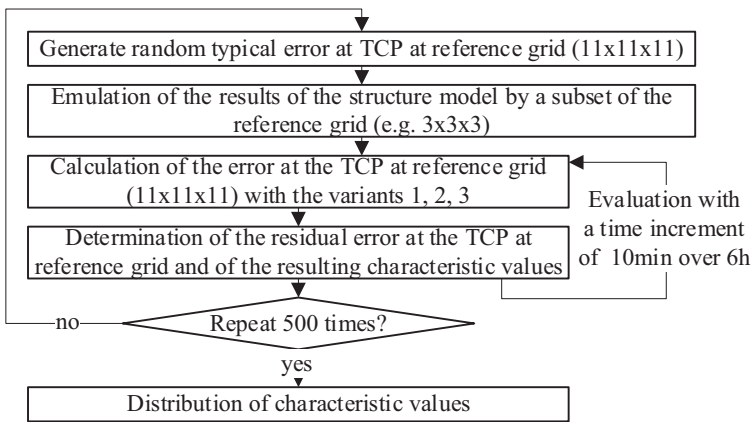 Generate random typical error at TCP at reference grid (11x11x11)
Emulation of the results of the structure model by a subset of the
reference grid (e.g. 3x3x3)
Calculation of the error at the TCP at reference grid
(11x11x11) with the variants 1, 2, 3
Determination of the residual error at the TCP at
reference grid and of the resulting characteristic values
Evaluation with
a time increment
of 10min over 6h
no
Repeat 500 times?
yes
Distribution of characteristic values